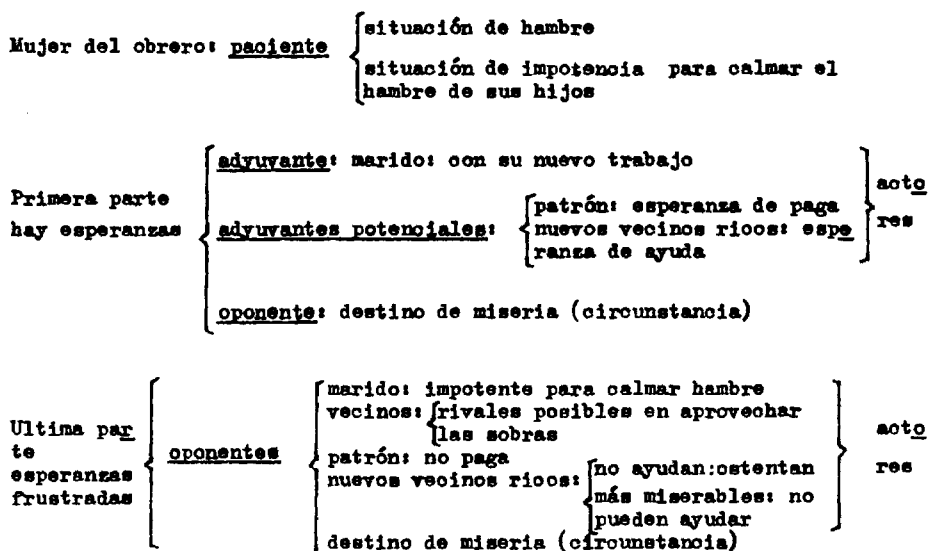 Mujer del obrero: paciente
situación de hambre
situación de impotencia para calmar el
hambre de sus hijos
Primera parte
hay esperanzas
adyuvante: marido: con su nuevo trabajo
adyuvantes potenciales:
patrón: esperanza de paga
nuevos vecinos ricos: espe
ranza de ayuda
oponente: destino de miseria (circunstancia)
acto
res
Ultima par
te
esperanzas
frustradas
oponentes
marido: impotente para calmar hambre
vecinos: rivales posibles en aprovechar
las sobras
patrón: no paga
nuevos vecinos ricos:
no ayudan:ostentan
más miserables: no
pueden ayudar
destino de miseria (circunstancia)
acto
res